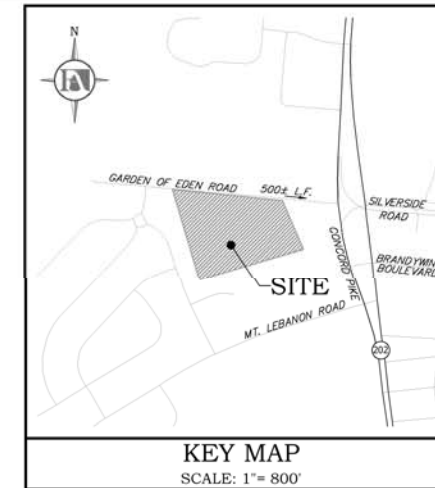 N
GARDEN OF EDEN ROAD
500± L.F.
SILVERSIDE
ROAD
CONCORD PIKE
BRANDYWIN
BOULEVARD
SITE
MT. LEBANON ROAD
202
KEY MAP
SCALE: 1"= 800'